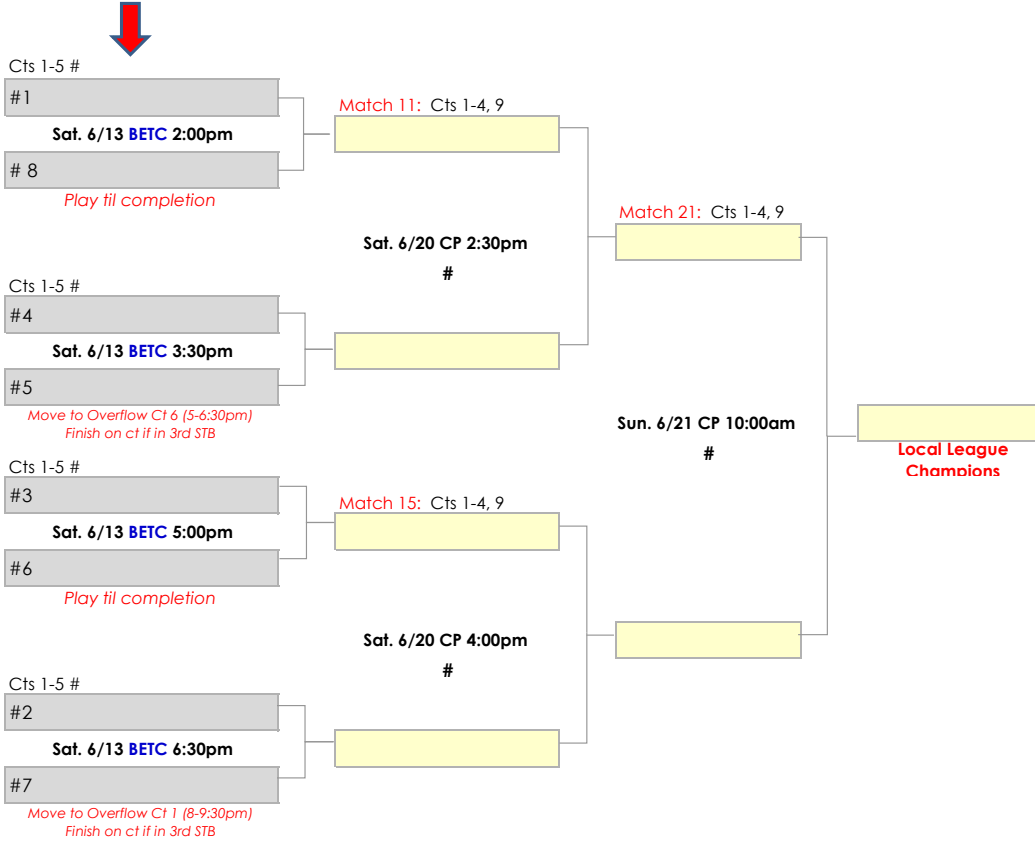 Cts 1-5 #
#1
Match 11: Cts 1-4, 9
Sat. 6/13 BETC 2:00pm
# 8
Play til completion
Match 21: Cts 1-4, 9
Sat. 6/20 CP 2:30pm
#
Cts 1-5 #
#4
Sat. 6/13 BETC 3:30pm
#5
Move to Overflow Ct 6 (5-6:30pm)
Finish on ct if in 3rd STB
Sun. 6/21 CP 10:00am
#
Local League
Champions
Cts 1-5 #
#3
Match 15: Cts 1-4, 9
Sat. 6/13 BETC 5:00pm
#6
Play til completion
Sat. 6/20 CP 4:00pm
#
Cts 1-5 #
#2
Sat. 6/13 BETC 6:30pm
#7
Move to Overflow Ct 1 (8-9:30pm)
Finish on ct if in 3rd STB